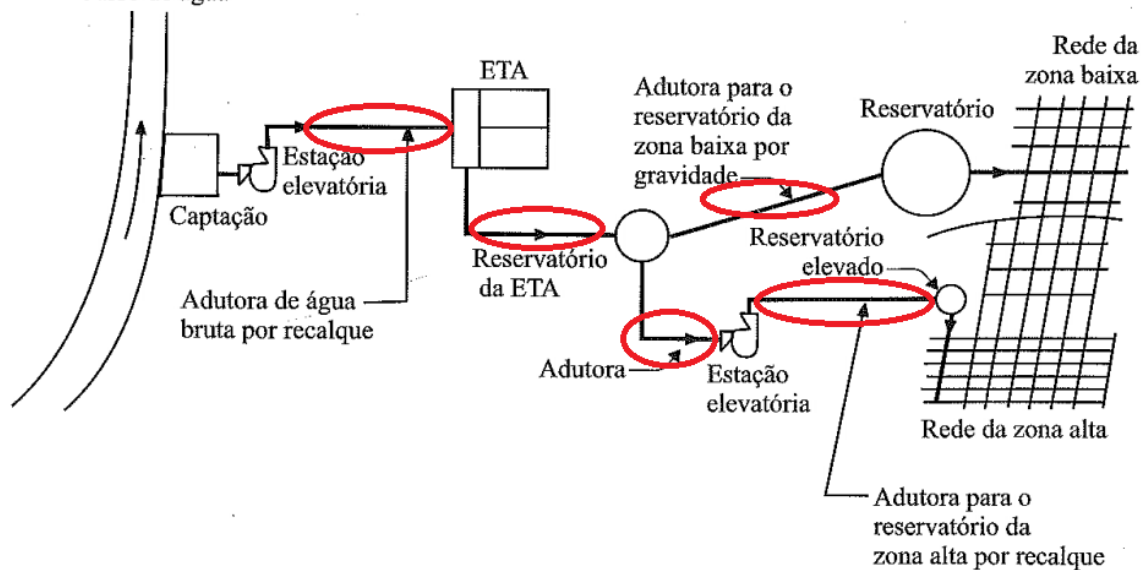 ETA
Estação
elevatória
Captação
Adutora de água
bruta por recalque
Reservatório
da ETA
Adutora para o
reservatório da
zona baixa por
gravidade
Reservatório
Rede da
zona baixa
Reservatório
elevado
Adutora
Estação
elevatória
Rede da zona alta
Adutora para o
reservatório da
zona alta por recalque